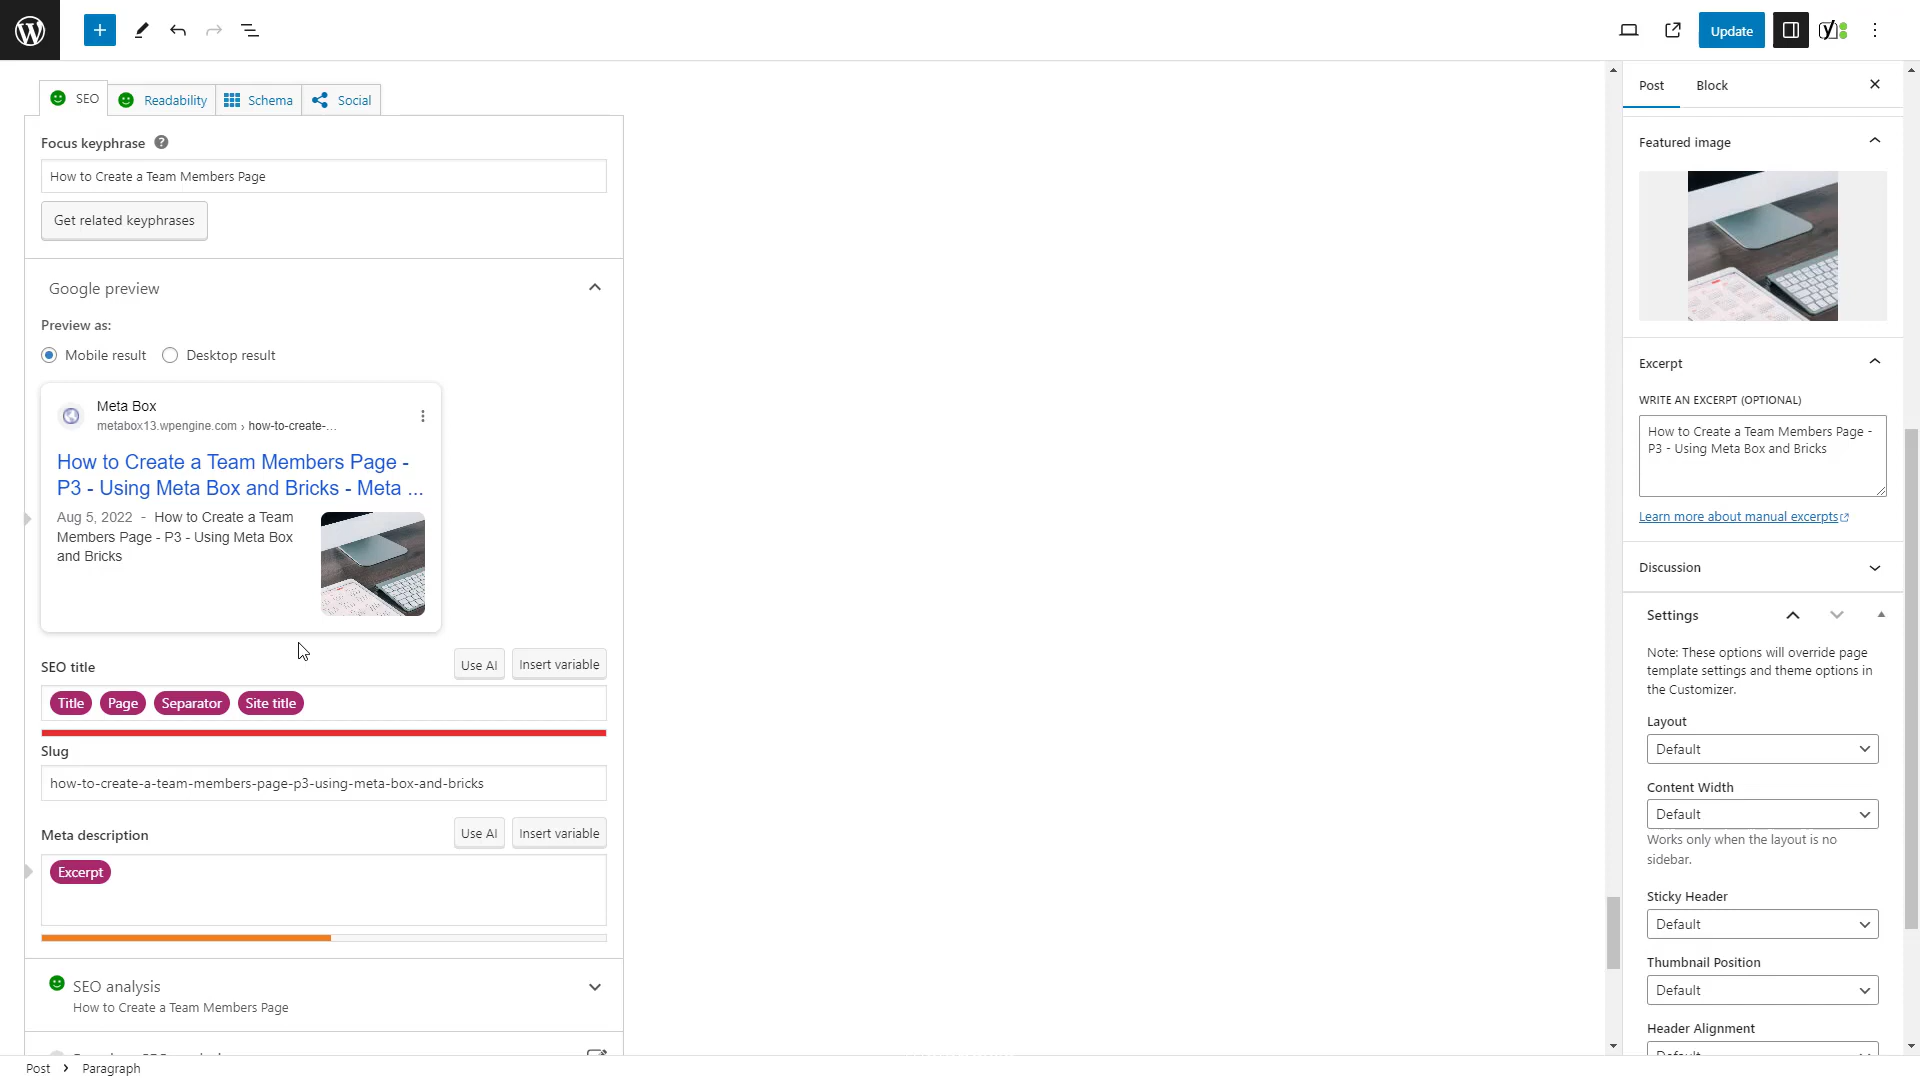 Update
SEO
Readability
Schema
Social
Focus keyphrase
How to Create a Team Members Page
Get related keyphrases
Google preview
Preview as:
Mobile result
Desktop result
Meta Box
metabox13.wpengine.com › how-to-create-...
How to Create a Team Members Page -
P3 - Using Meta Box and Bricks - Meta ...
Aug 5, 2022 - How to Create a Team
Members Page - P3 - Using Meta Box
and Bricks
SEO title
Use AI
Insert variable
Title Page Separator Site title
Slug
how-to-create-a-team-members-page-p3-using-meta-box-and-bricks
Meta description
Use AI
Insert variable
Excerpt
SEO analysis
How to Create a Team Members Page
Post › Paragraph
Post
Block
Featured image
Excerpt
WRITE AN EXCERPT (OPTIONAL)
How to Create a Team Members Page -
P3 - Using Meta Box and Bricks
Learn more about manual excerpts
Discussion
Settings
Note: These options will override page
template settings and theme options in
the Customizer.
Layout
Default
Content Width
Default
Works only when the layout is no
sidebar.
Sticky Header
Default
Thumbnail Position
Default
Header Alignment